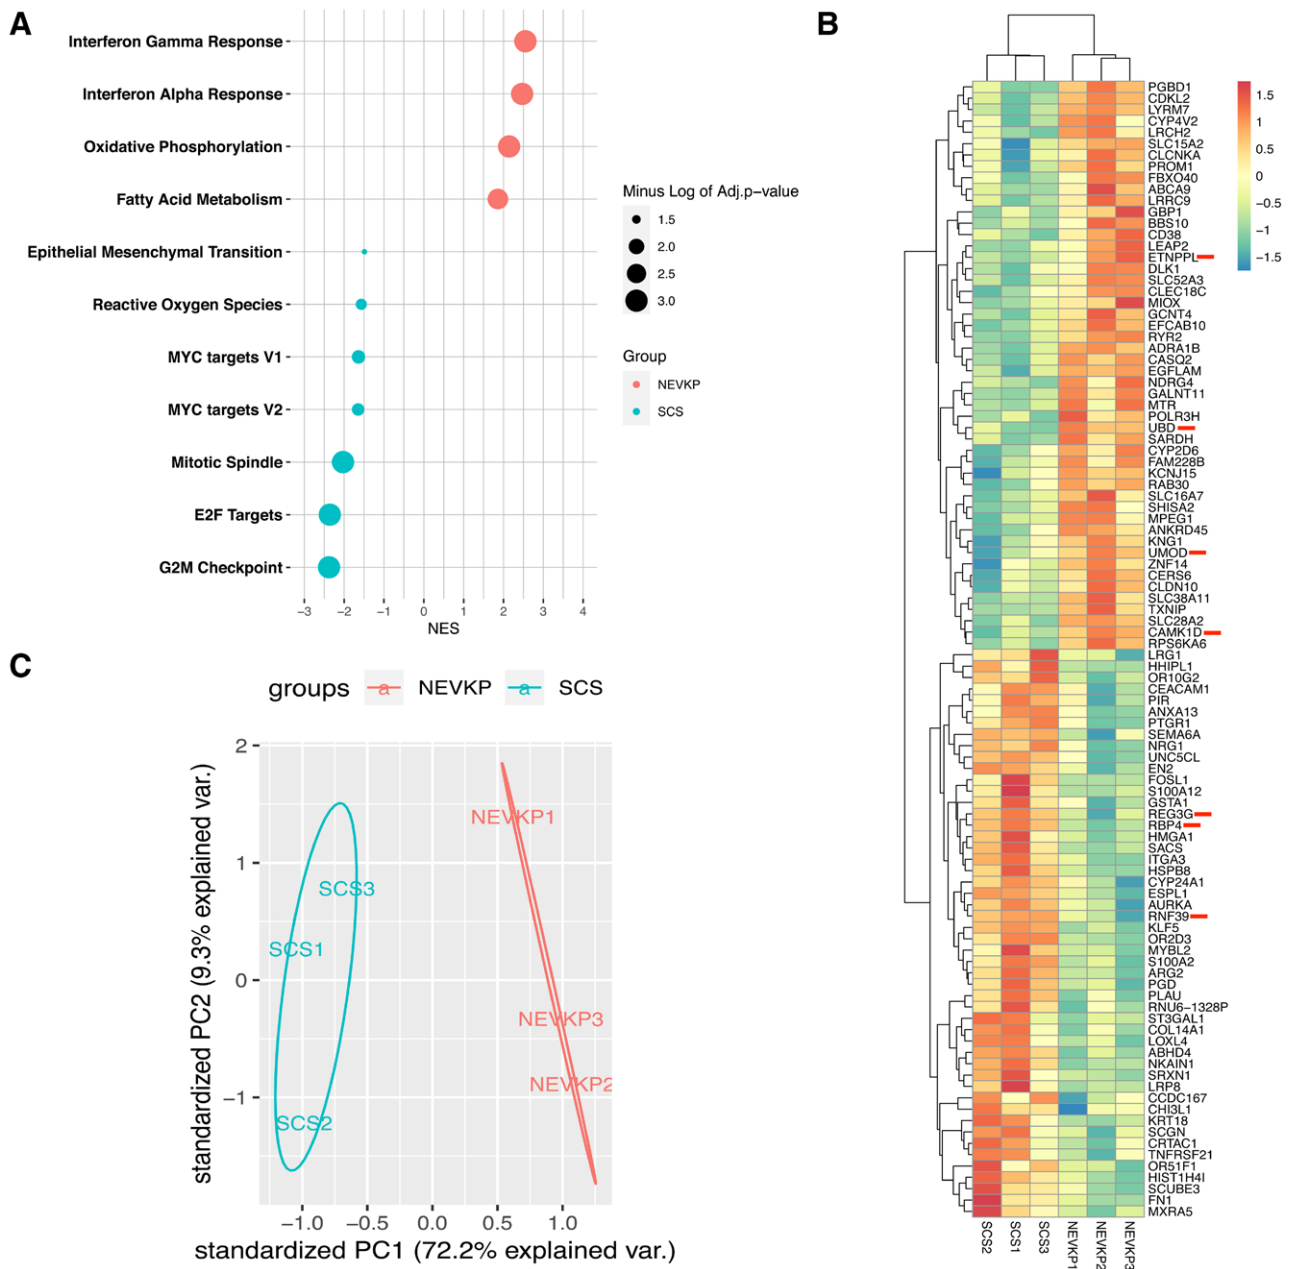 A
Interferon Gamma Response
Interferon Alpha Response
Oxidative Phosphorylation
Fatty Acid Metabolism
Epithelial Mesenchymal Transition
Reactive Oxygen Species
MYC targets V1
MYC targets V2
Mitotic Spindle
E2F Targets
G2M Checkpoint
−3 −2 −1 0 1 2 3 4
NES
Minus Log of Adj.p-value
1.5
2.0
2.5
3.0
Group
NEVKP
SCS
B
PGBD1
CDKL2
LYRM7
CYP4V2
LRCH2
SLC15A2
CLCNKA
PROM1
FBXO40
ABCA9
LRRC9
GBP1
BBS10
CD38
LEAP2
ETNPPL
DLK1
SLC52A3
CLEC18C
MIOX
GCNT4
EFCAB10
RYR2
ADRA1B
CASQ2
EGFLAM
NDRG4
GALNT11
MTR
POLR3H
UBD
SARDH
CYP2D6
FAM228B
KCNJ15
RAB30
SLC16A7
SHISA2
MPEG1
ANKRD45
KNG1
UMOD
ZNF14
CERS6
CLDN10
SLC38A11
TXNIP
SLC28A2
CAMK1D
RPS6KA6
LRG1
HHIPL1
OR10G2
CEACAM1
PIR
ANXA13
PTGR1
SEMA6A
NRG1
UNC5CL
EN2
FOSL1
S100A12
GSTA1
REG3G
RBP4
HMGA1
SACS
ITGA3
HSPB8
CYP24A1
ESPL1
AURKA
RNF39
KLF5
OR2D3
MYBL2
S100A2
ARG2
PGD
PLAU
RNU6−1328P
ST3GAL1
COL14A1
LOXL4
ABHD4
NKAIN1
SRXN1
LRP8
CCDC167
CHI3L1
KRT18
SCGN
CRTAC1
TNFRSF21
OR51F1
HIST1H4I
SCUBE3
FN1
MXRA5
SCS2 SCS1 SCS3 NEVKP1 NEVKP2 NEVKP3
1.5
1
0.5
0
−0.5
−1
−1.5
C
groups a NEVKP a SCS
standardized PC2 (9.3% explained var.)
2
1
0
−1
NEVKP1
SCS3
SCS1
NEVKP3
NEVKP2
SCS2
−1.0 −0.5 0.0 0.5 1.0
standardized PC1 (72.2% explained var.)